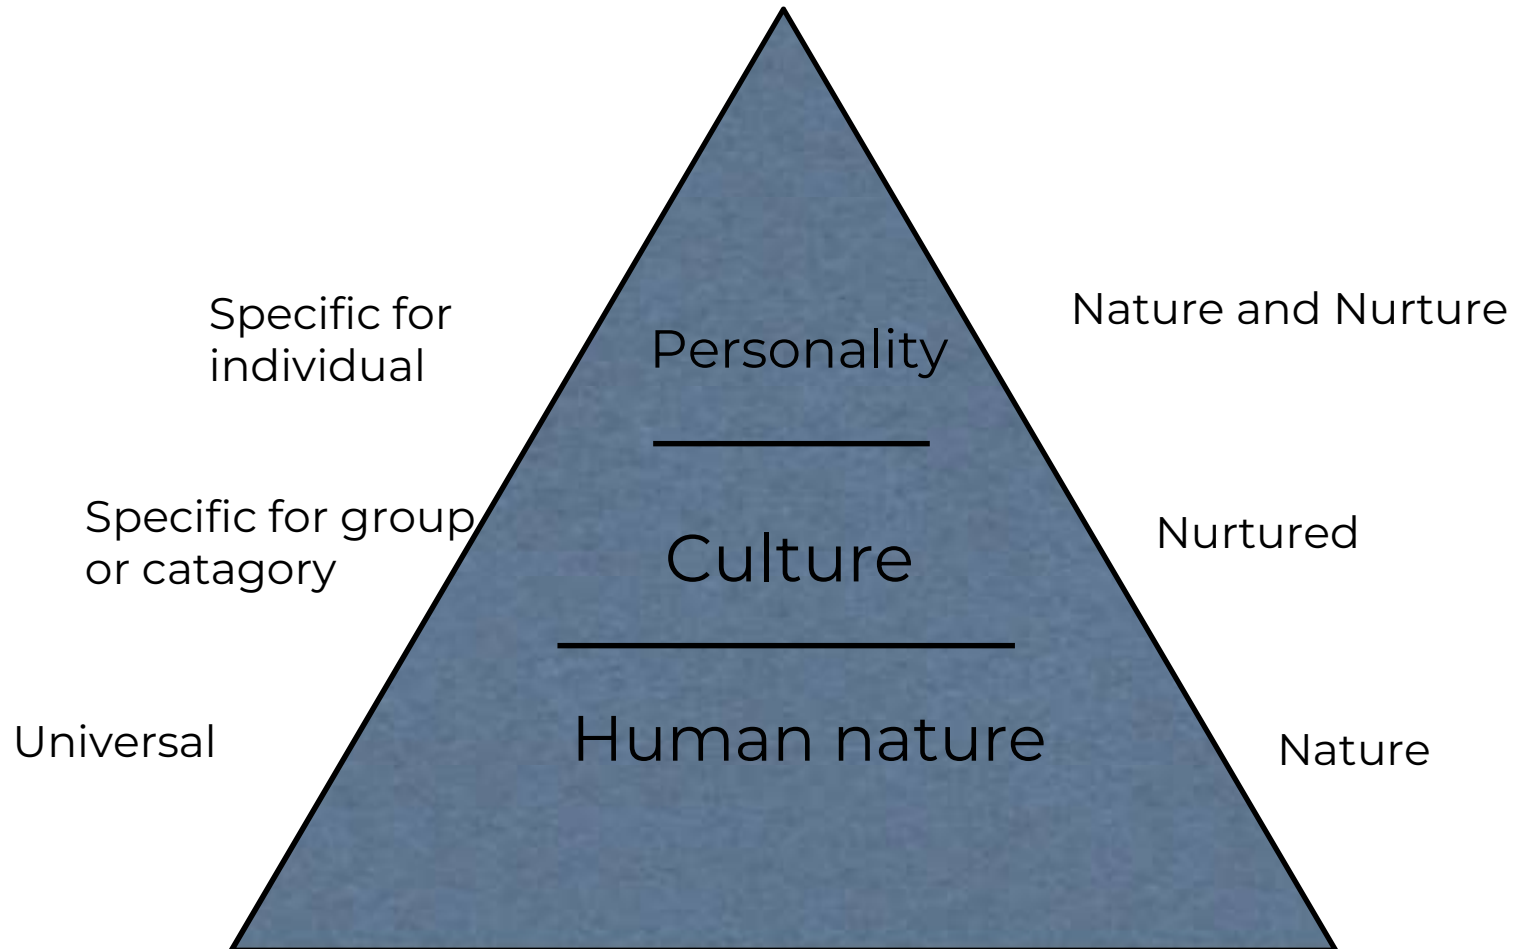 Specific for
individual
Personality
Nature and Nurture
Specific for group
or catagory
Culture
Nurtured
Universal
Human nature
Nature